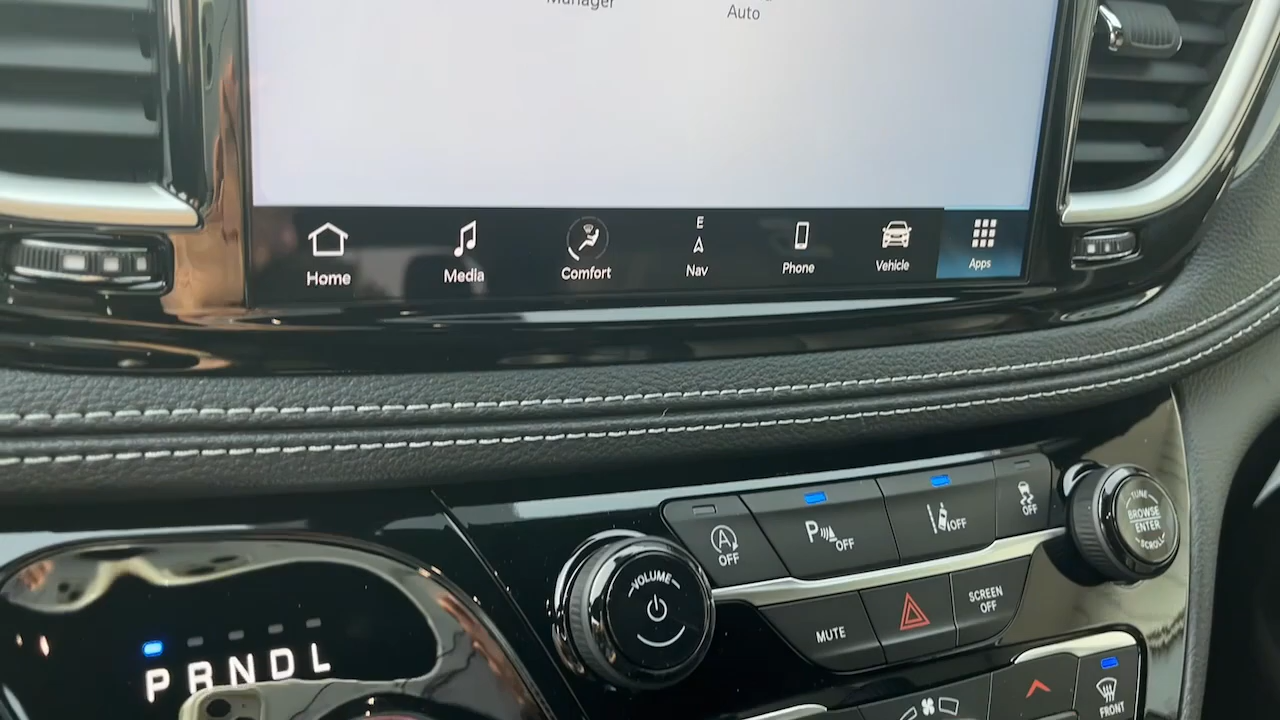 Manager
Auto
Home
Media
Comfort
E
Nav
Phone
Vehicle
Apps
VOLUME
A
OFF
P
OFF
OFF
OFF
TUNE
BROWSE
ENTER
SCROLL
MUTE
SCREEN
OFF
P R N D L
FRONT